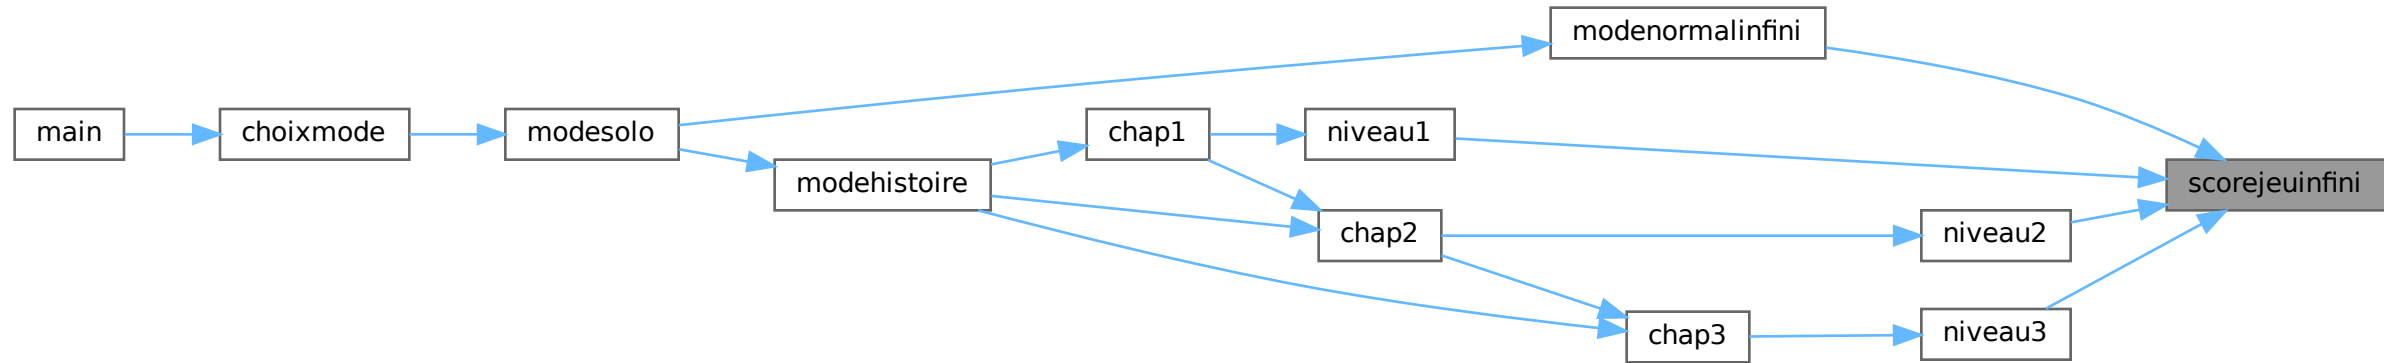 modenormalinfini
main
choixmode
modesolo
chap1
niveau1
modehistoire
scorejeuinfini
chap2
niveau2
chap3
niveau3